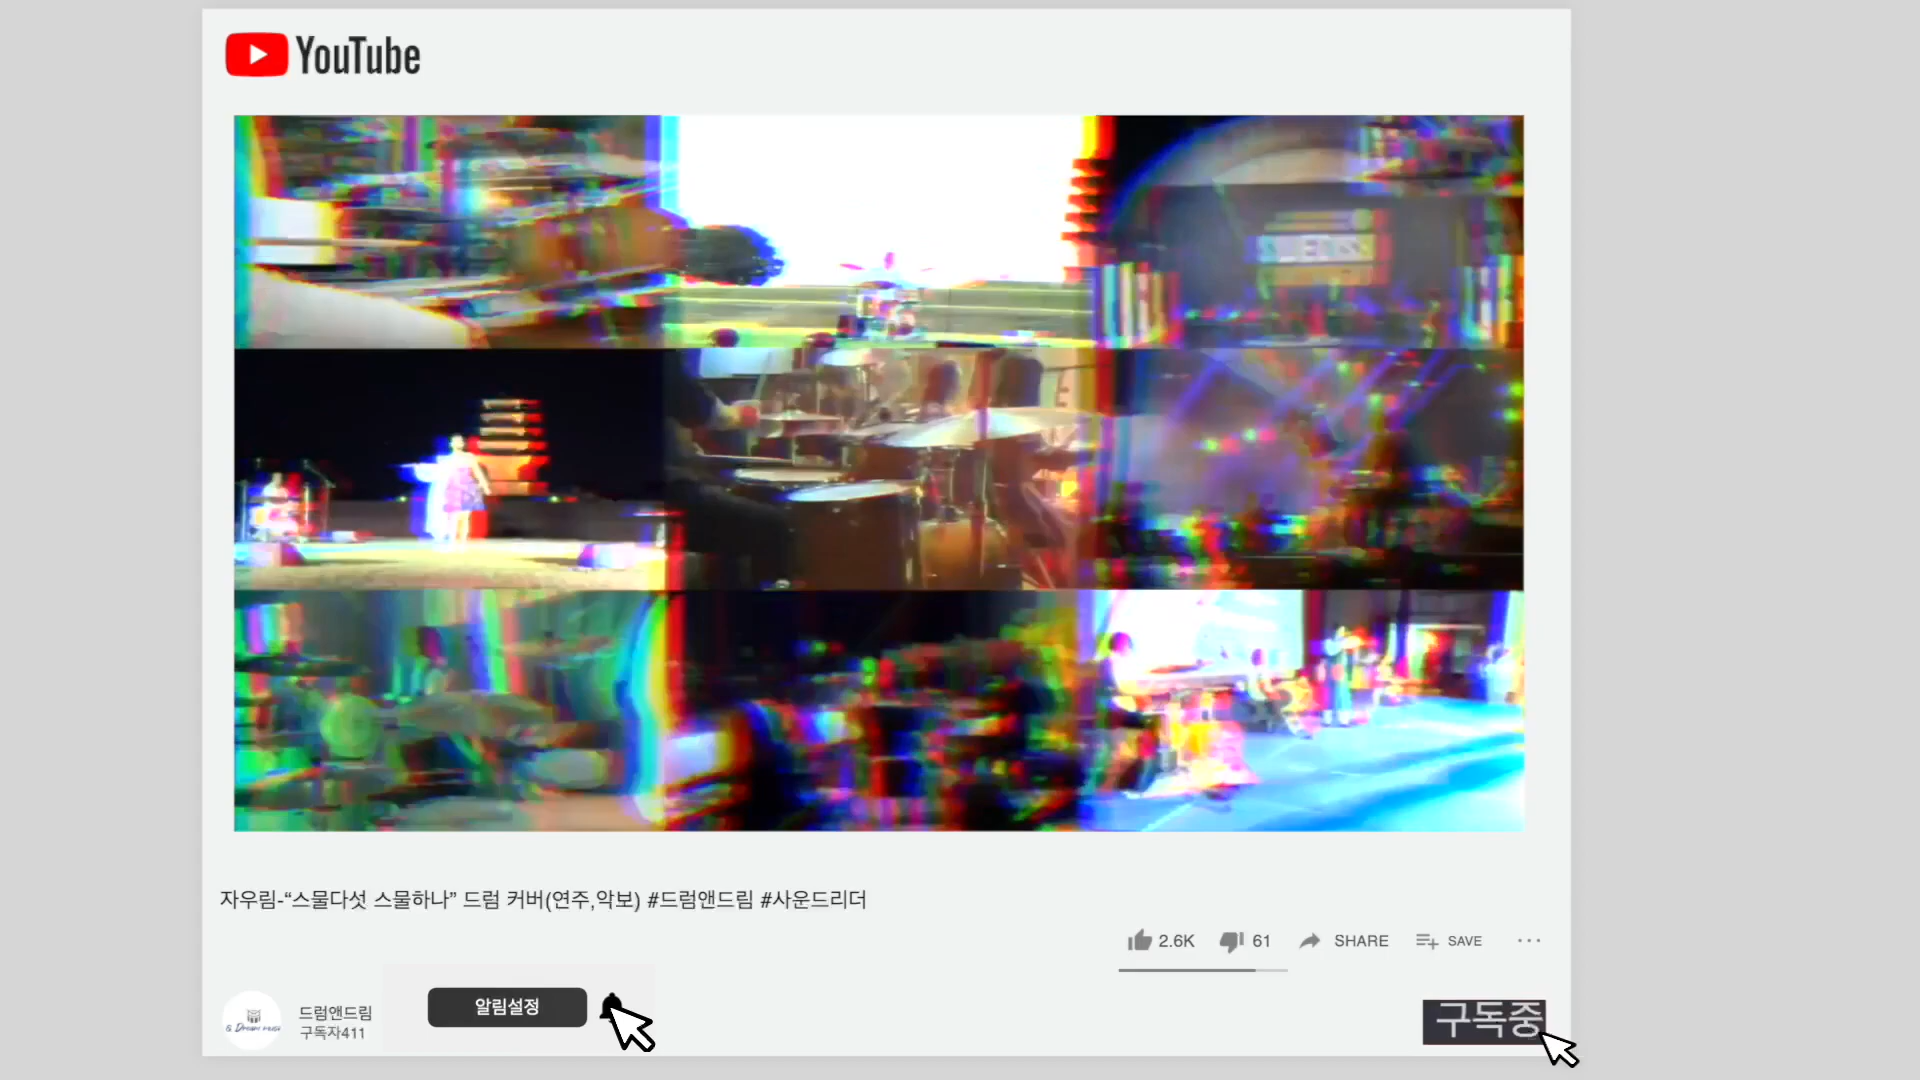 YouTube
자우림-“스물다섯 스물하나” 드럼 커버(연주,악보) #드럼앤드림 #사운드리더
2.6K 61 SHARE SAVE
& Dream music
드럼앤드림
구독자411
알림설정
구독중